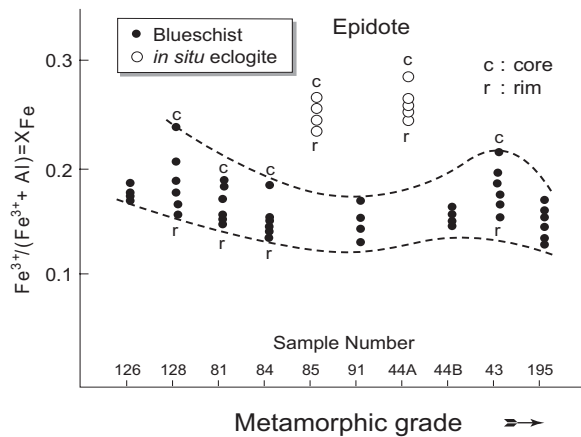 Blueschist
in situ eclogite
Epidote
c : core
r : rim
0.3
0.2
0.1
Fe³⁺/(Fe³⁺+ Al)=XFe
c
r
c
r
c
r
c
r
c
r
c
r
Sample Number
126 128 81 84 85 91 44A 44B 43 195
Metamorphic grade